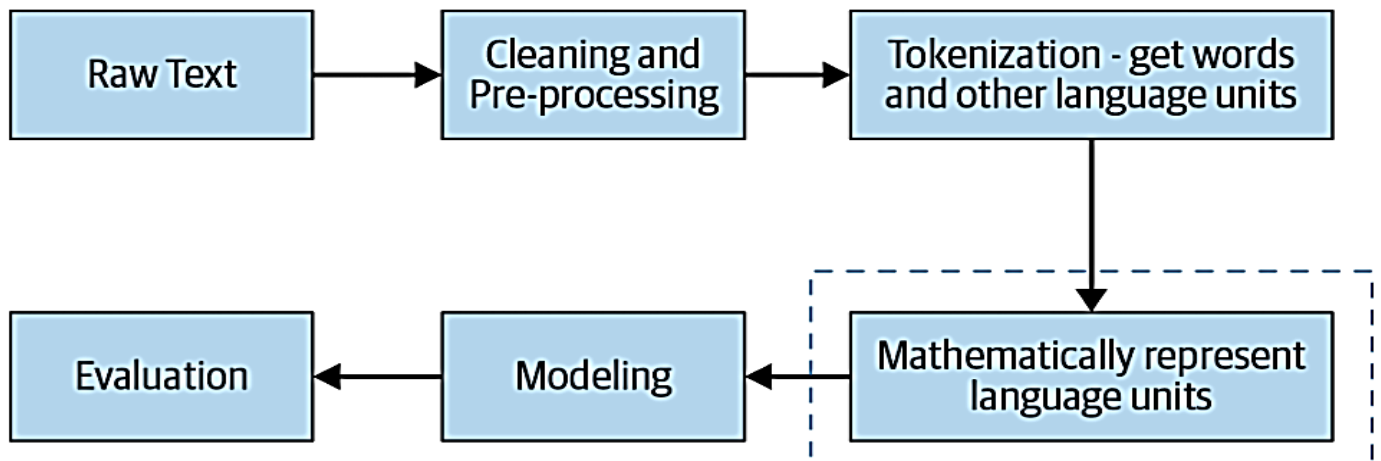 Raw Text
Cleaning and
Pre-processing
Tokenization - get words
and other language units
Mathematically represent
language units
Modeling
Evaluation